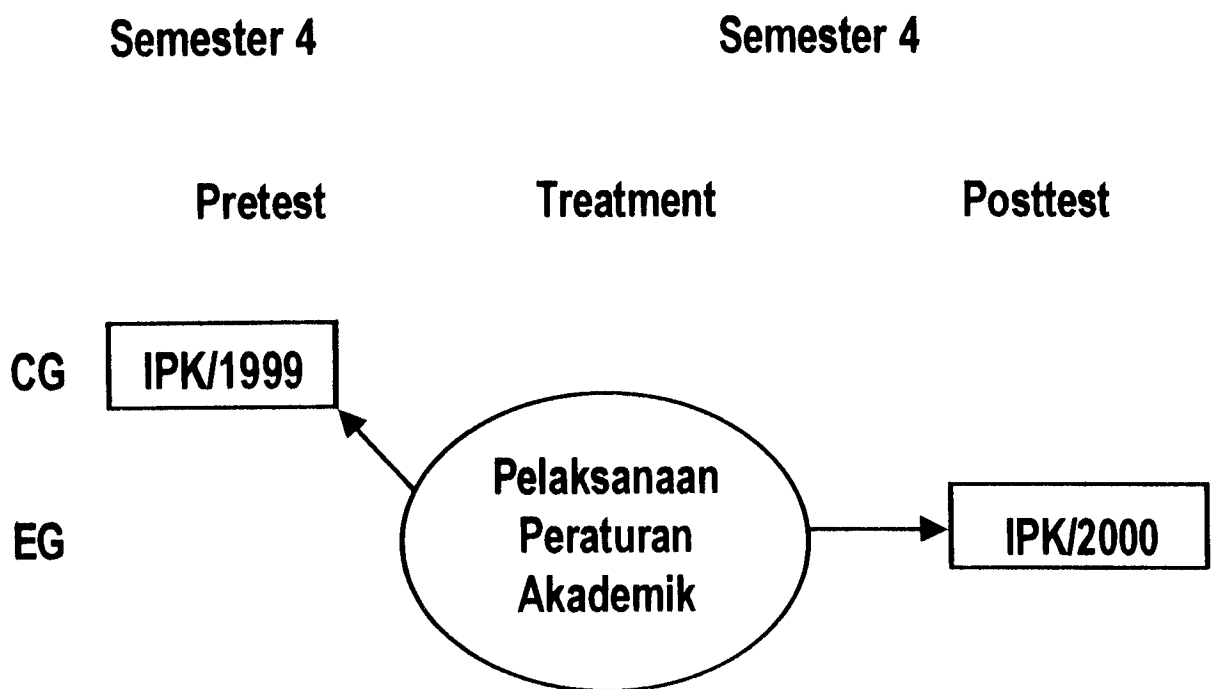 Semester 4 Semester 4
Pretest Treatment Posttest
CG IPK/1999
Pelaksanaan
Peraturan
Akademik
EG IPK/2000